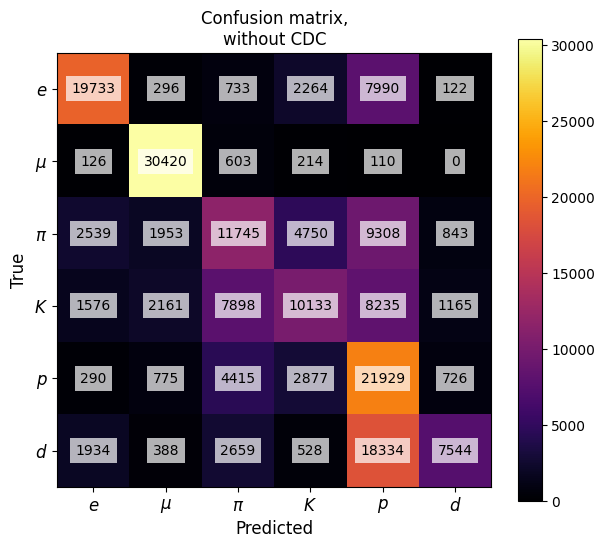 Confusion matrix,
without CDC
True
e 19733 296 733 2264 7990 122
μ 126 30420 603 214 110 0
π 2539 1953 11745 4750 9308 843
K 1576 2161 7898 10133 8235 1165
p 290 775 4415 2877 21929 726
d 1934 388 2659 528 18334 7544
e μ π K p d
Predicted
30000
25000
20000
15000
10000
5000
0